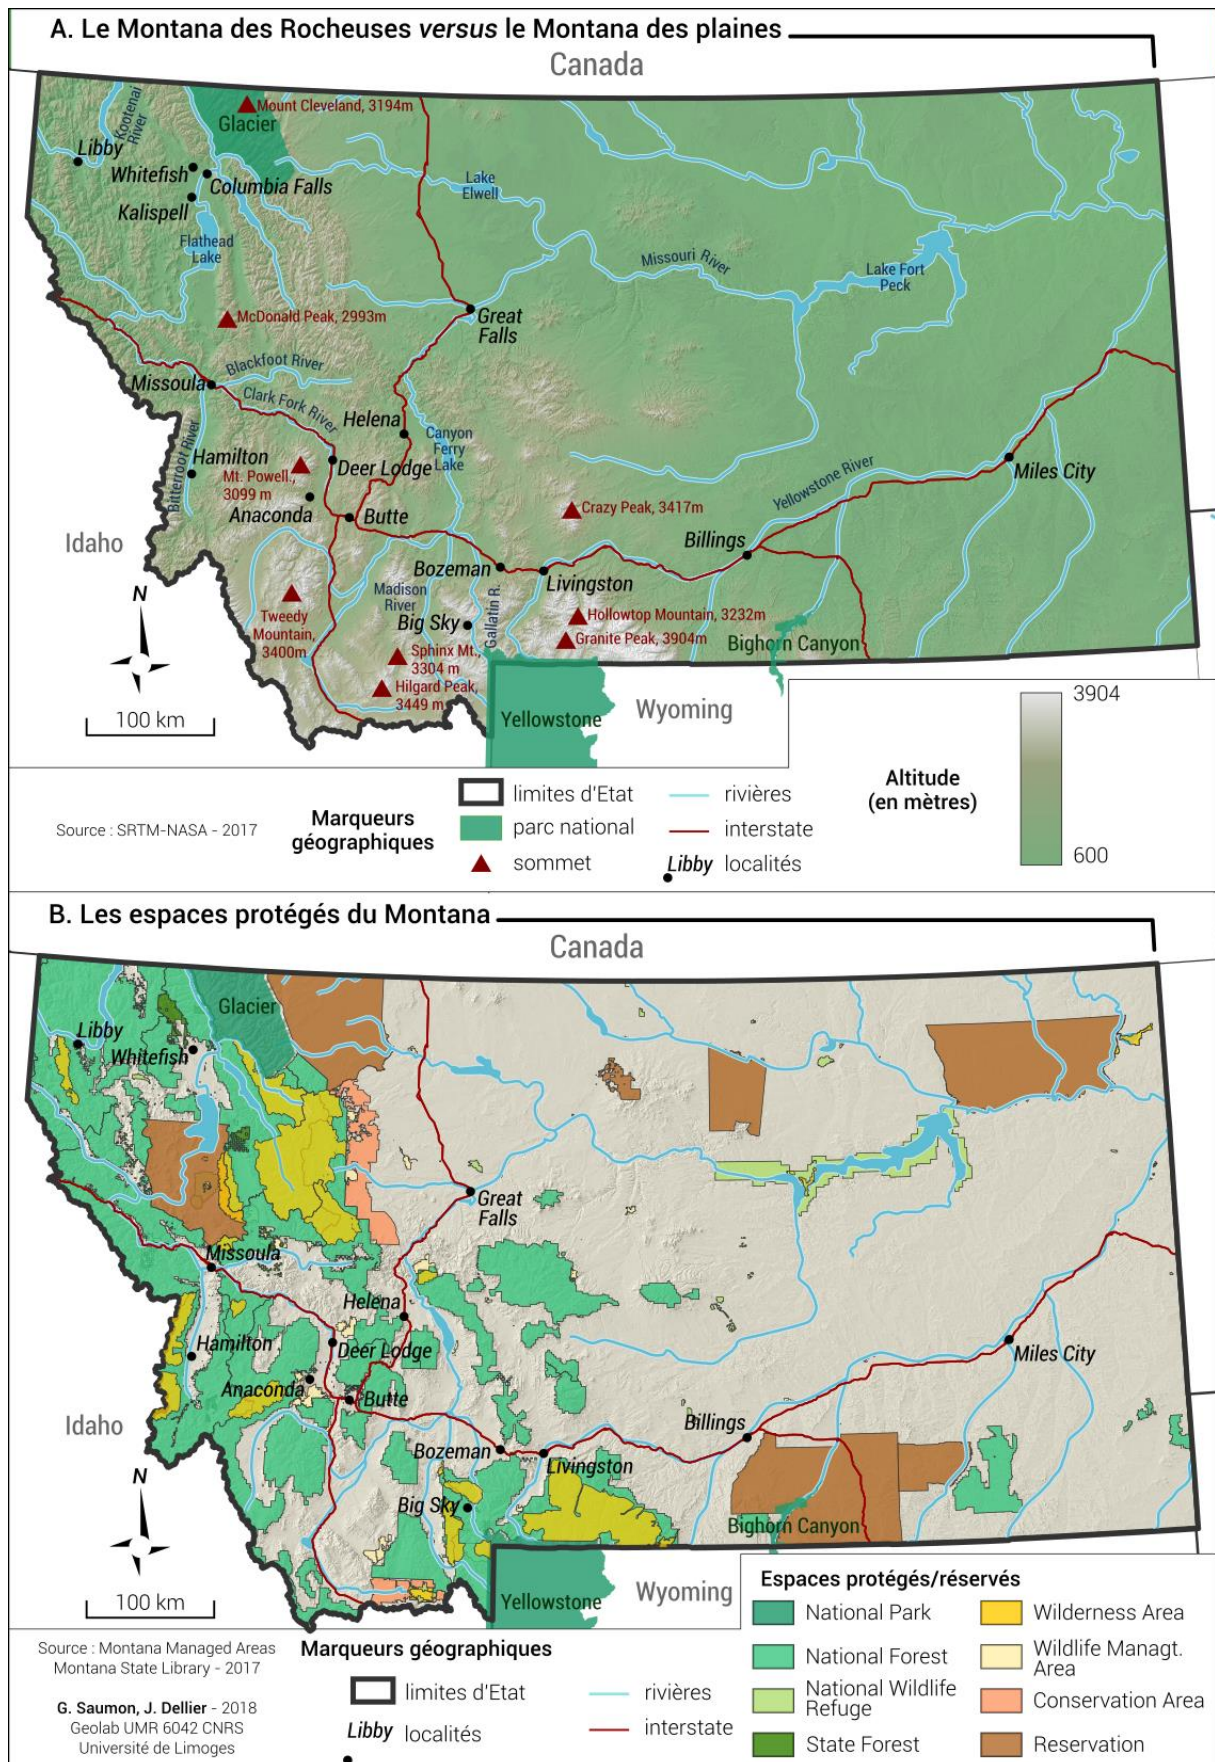 A. Le Montana des Rocheuses versus le Montana des plaines
Canada
Mount Cleveland, 3194m
Glacier
Kootenai
River
Libby
Whitefish
Columbia Falls
Kalispell
Lake
Elwell
Flathead
Lake
Missouri River
Lake Fort
Peck
McDonald Peak, 2993m
Great
Falls
Blackfoot River
Missoula
Clark Fork River
Helena
Canyon
Ferry
Lake
Bitterroot River
Hamilton
Mt. Powell.,
3099 m
Deer Lodge
Anaconda
Butte
Yellowstone River
Miles City
Crazy Peak, 3417m
Billings
Idaho
Bozeman
Livingston
N
Madison
River
Gallatin R.
Tweedy
Mountain,
3400m
Big Sky
Hollowtop Mountain, 3232m
Granite Peak, 3904m
Bighorn Canyon
Sphinx Mt.,
3304 m
Hilgard Peak,
3449 m
100 km
Yellowstone
Wyoming
3904
Altitude
(en mètres)
600
Source : SRTM-NASA - 2017
Marqueurs
géographiques
limites d'Etat
parc national
sommet
rivières
interstate
Libby localités
B. Les espaces protégés du Montana
Canada
Glacier
Libby
Whitefish
Great
Falls
Missoula
Helena
Hamilton
Deer Lodge
Anaconda
Butte
Miles City
Idaho
Billings
Bozeman
Livingston
N
Big Sky
Bighorn Canyon
100 km
Yellowstone
Wyoming
Source : Montana Managed Areas
Montana State Library - 2017
G. Saumon, J. Dellier - 2018
Geolab UMR 6042 CNRS
Université de Limoges
Marqueurs géographiques
limites d'Etat
Libby localités
rivières
interstate
Espaces protégés/réservés
National Park
National Forest
National Wildlife
Refuge
State Forest
Wilderness Area
Wildlife Managt.
Area
Conservation Area
Reservation